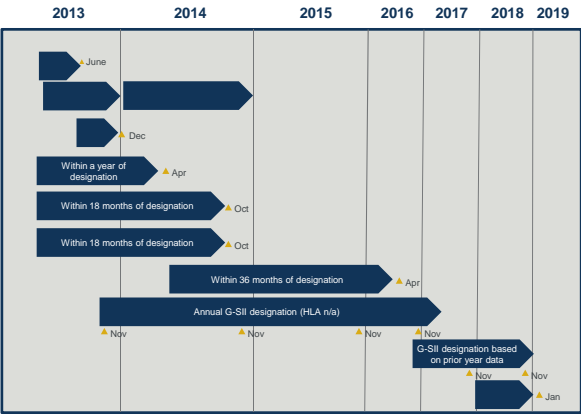 2013 2014 2015 2016 2017 2018 2019
June
Dec
Within a year of
designation
Apr
Within 18 months of designation
Oct
Within 18 months of designation
Oct
Within 36 months of designation
Apr
Annual G-SII designation (HLA n/a)
Nov Nov Nov Nov
G-SII designation based
on prior year data
Nov Nov
Jan